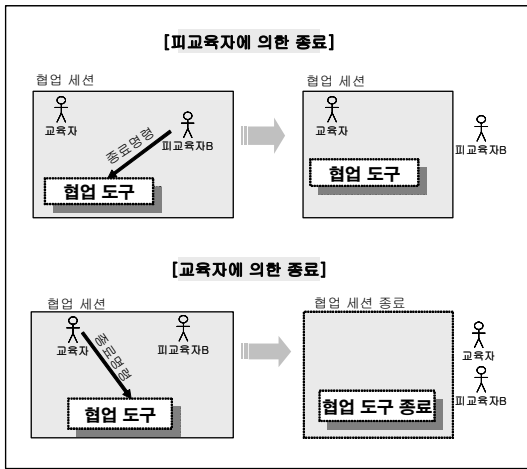 [피교육자에 의한 종료]
협업 세션
교육자
종료명령
피교육자B
협업 도구
협업 세션
교육자
피교육자B
협업 도구
[교육자에 의한 종료]
협업 세션
교육자
종료명령
피교육자B
협업 도구
협업 세션 종료
교육자
피교육자B
협업 도구 종료